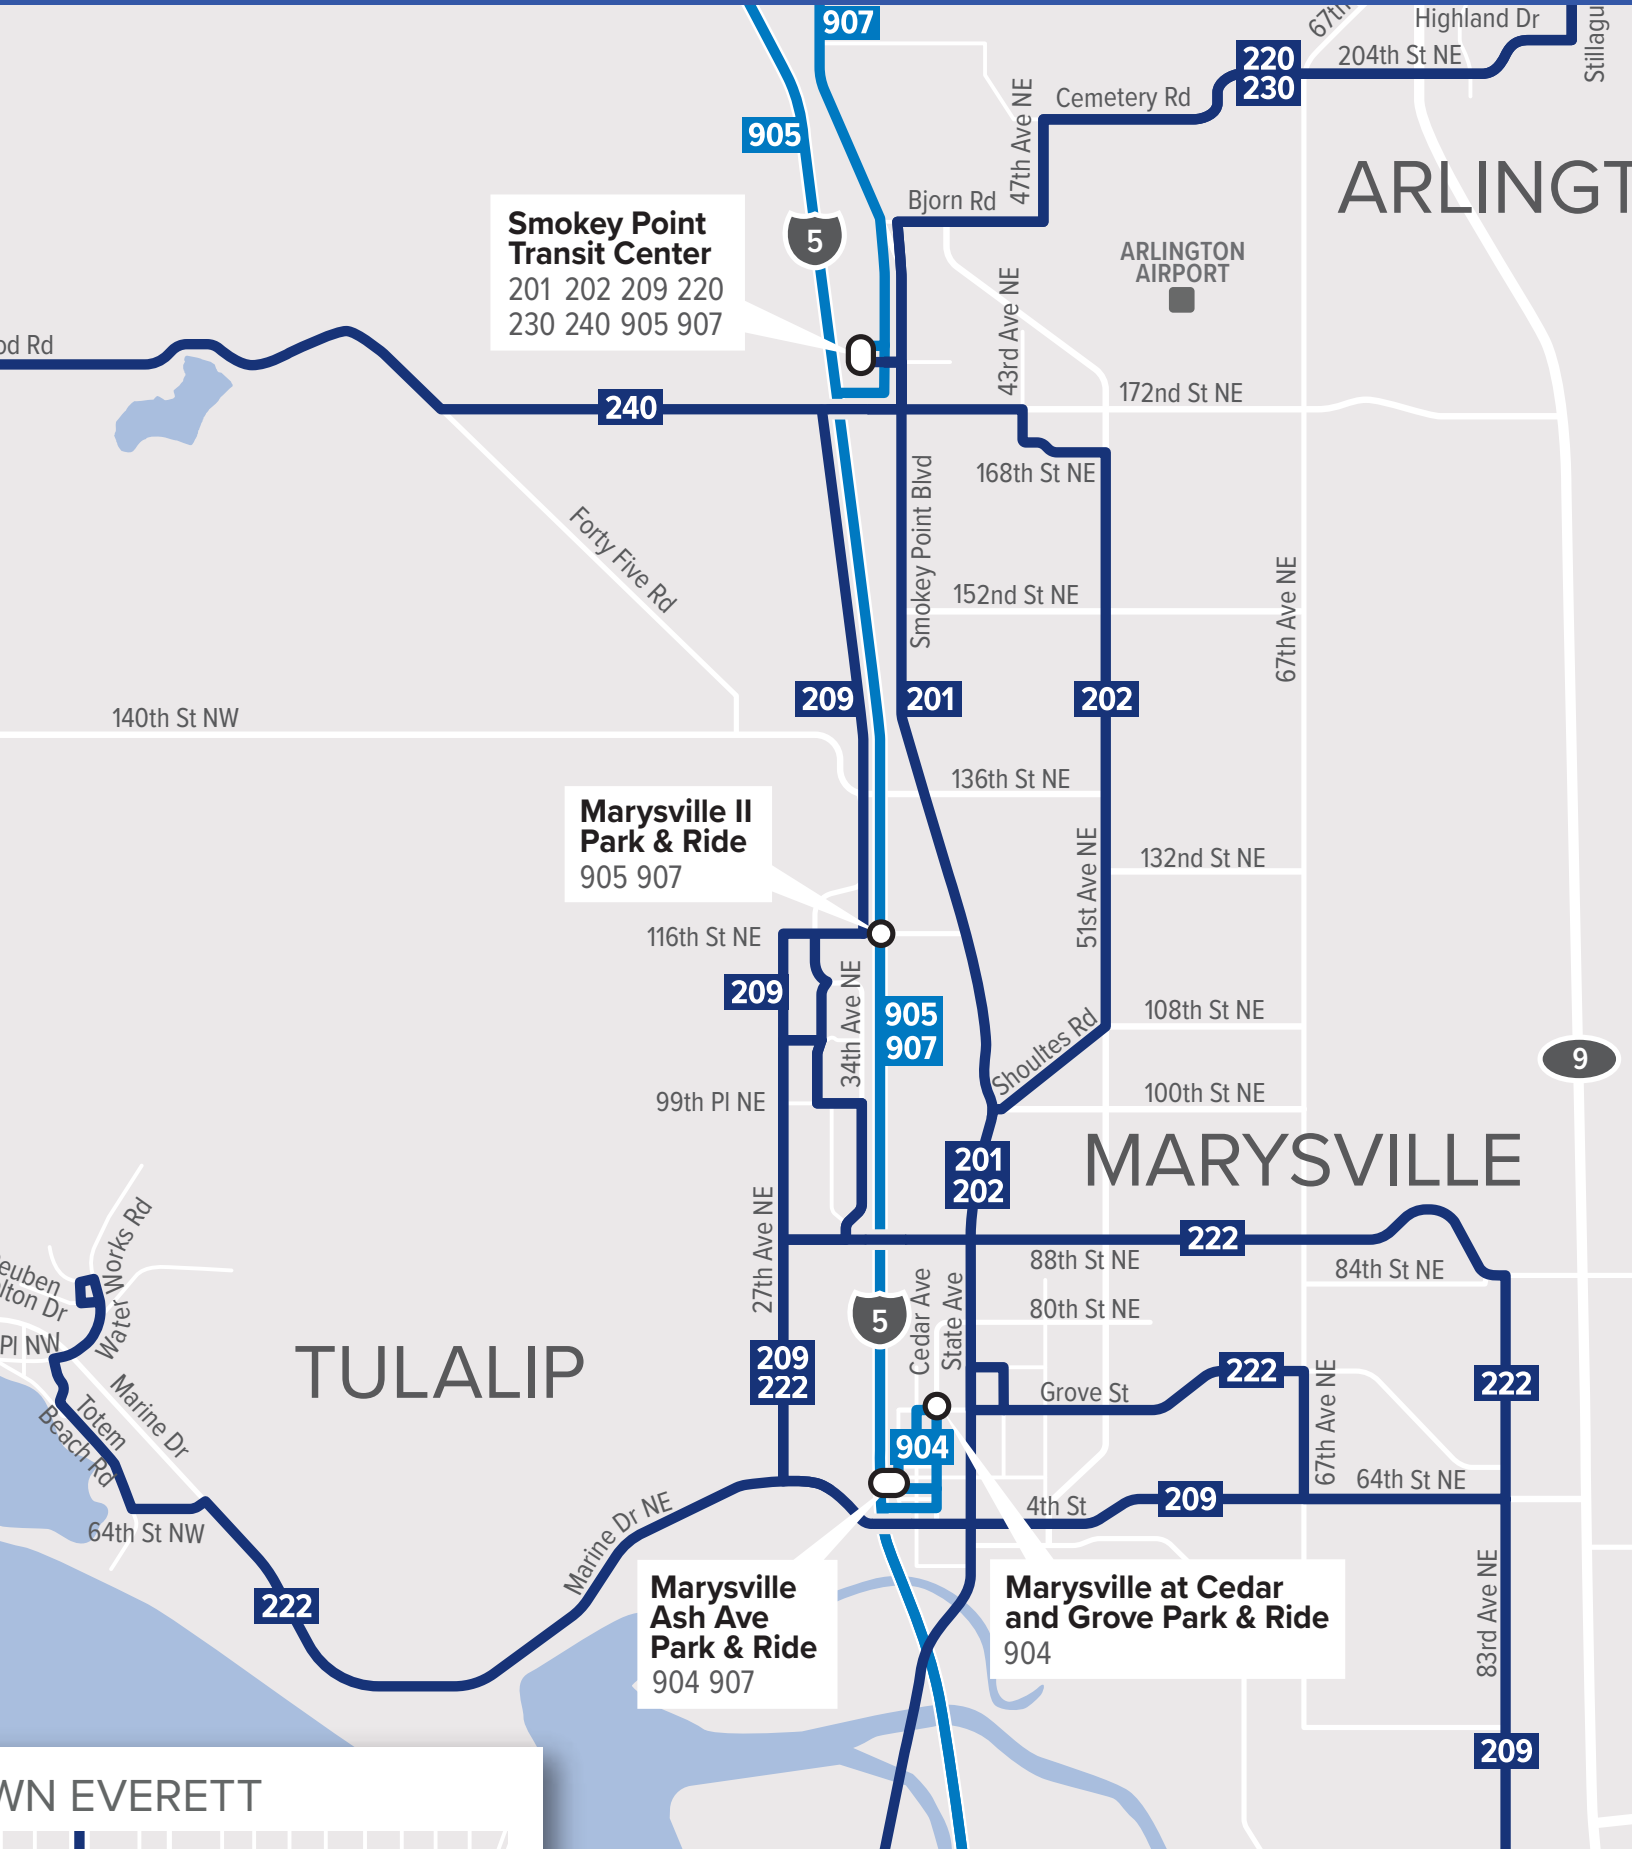 907
67th
Highland Dr
204th St NE
Stillagu
220
230
Cemetery Rd
47th Ave NE
905
ARLINGT
Bjorn Rd
Smokey Point
Transit Center
201 202 209 220
230 240 905 907
5
ARLINGTON
AIRPORT
43rd Ave NE
od Rd
240
172nd St NE
168th St NE
Smokey Point Blvd
Forty Five Rd
152nd St NE
67th Ave NE
209
201
202
140th St NW
136th St NE
Marysville II
Park & Ride
905 907
132nd St NE
51st Ave NE
116th St NE
209
34th Ave NE
905
907
108th St NE
Shoultes Rd
9
99th Pl NE
100th St NE
201
202
MARYSVILLE
27th Ave NE
222
88th St NE
84th St NE
Water Works Rd
euben
lton Dr
Pl NW
5
Cedar Ave
State Ave
80th St NE
TULALIP
209
222
222
222
Grove St
67th Ave NE
Marine Dr
Totem
Beach Rd
904
64th St NE
209
4th St
64th St NW
Marine Dr NE
222
Marysville
Ash Ave
Park & Ride
904 907
Marysville at Cedar
and Grove Park & Ride
904
83rd Ave NE
209
WN EVERETT